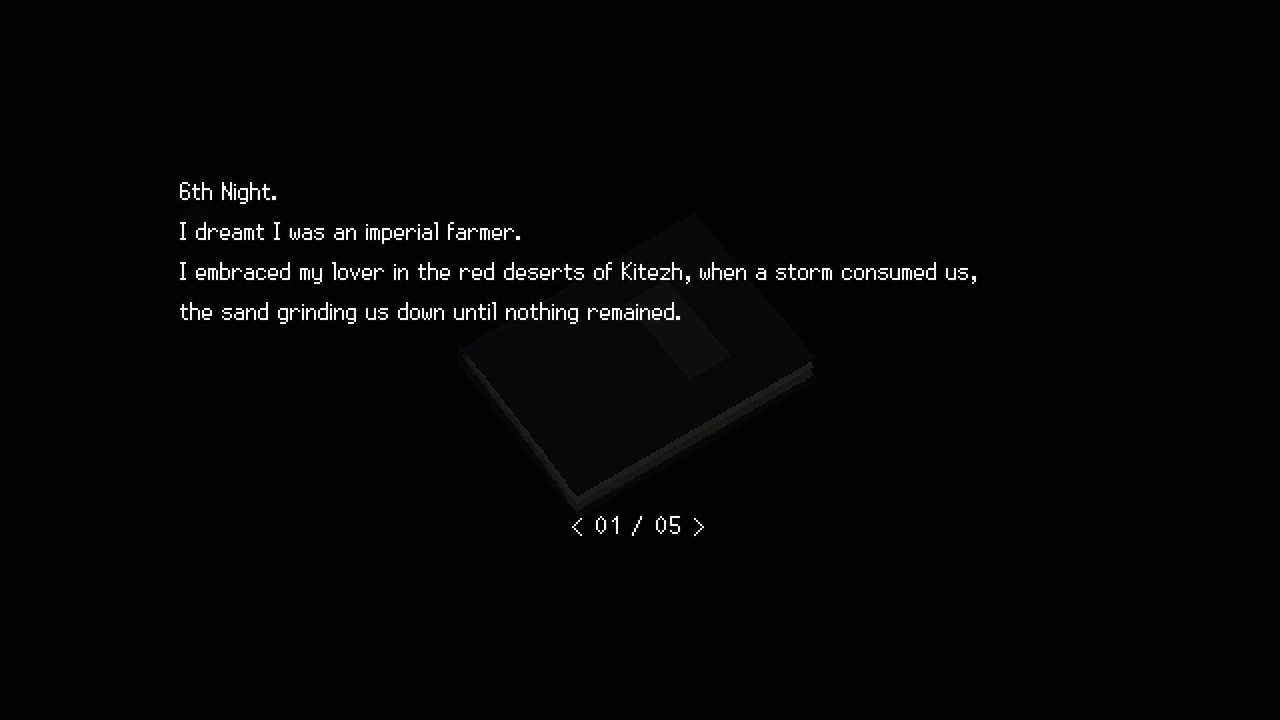 6th Night.
I dreamt I was an imperial farmer.
I embraced my lover in the red deserts of Kitezh, when a storm consumed us,
the sand grinding us down until nothing remained.
< 01 / 05 >